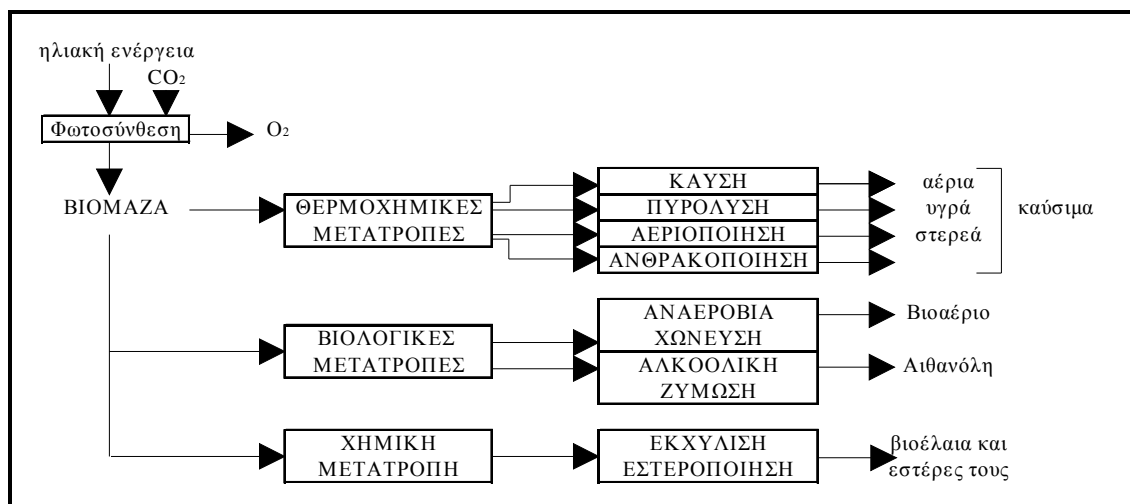 ηλιακή ενέργεια
CO2
Φωτοσύνθεση
O2
ΒΙΟΜΑΖΑ
ΘΕΡΜΟΧΗΜΙΚΕΣ
ΜΕΤΑΤΡΟΠΕΣ
ΚΑΥΣΗ
ΠΥΡΟΛΥΣΗ
ΑΕΡΙΟΠΟΙΗΣΗ
ΑΝΘΡΑΚΟΠΟΙΗΣΗ
αέρια
υγρά
στερεά
καύσιμα
ΒΙΟΛΟΓΙΚΕΣ
ΜΕΤΑΤΡΟΠΕΣ
ΑΝΑΕΡΟΒΙΑ
ΧΩΝΕΥΣΗ
ΑΛΚΟΟΛΙΚΗ
ΖΥΜΩΣΗ
Βιοαέριο
Αιθανόλη
ΧΗΜΙΚΗ
ΜΕΤΑΤΡΟΠΗ
ΕΚΧΥΛΙΣΗ
ΕΣΤΕΡΟΠΟΙΗΣΗ
βιοέλαια και
εστέρες τους